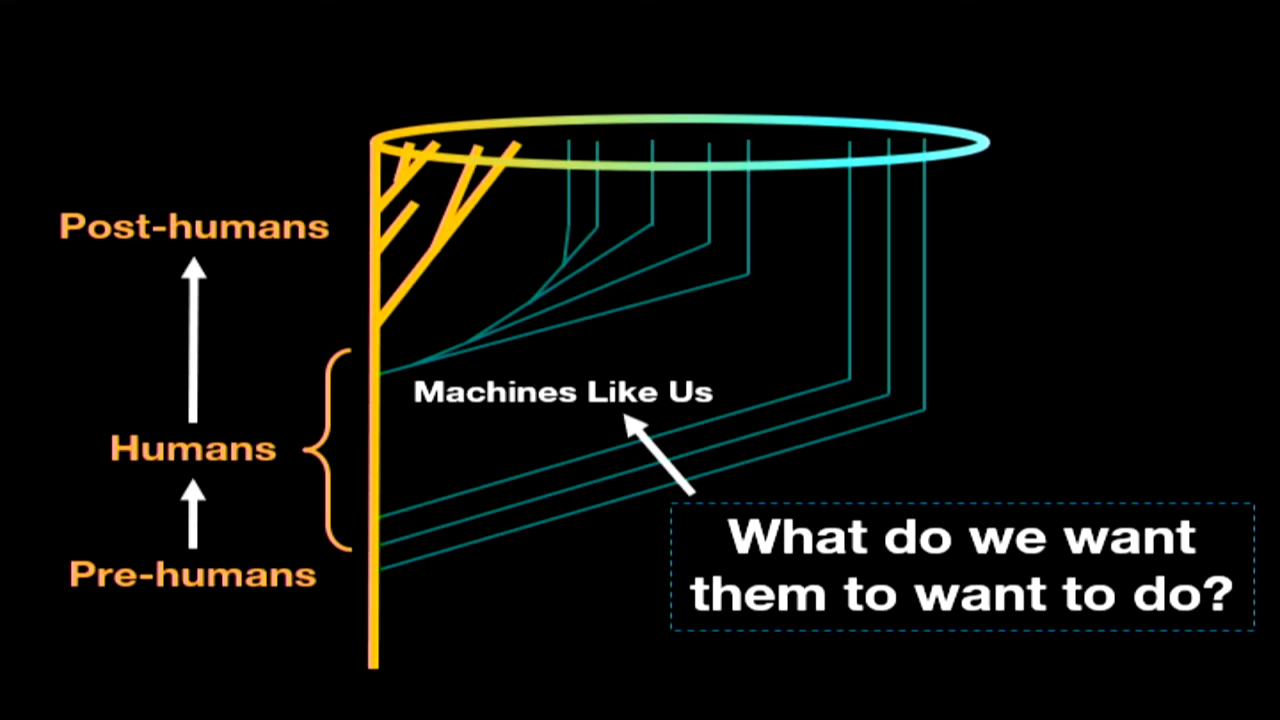 Post-humans
Machines Like Us
Humans
What do we want
them to want to do?
Pre-humans